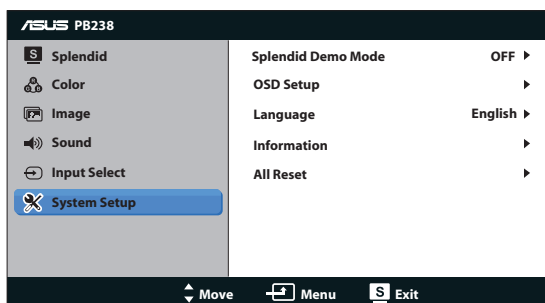 ASUS PB238
S Splendid
Color
Image
Sound
Input Select
System Setup
Splendid Demo Mode OFF
OSD Setup
Language English
Information
All Reset
Move Menu S Exit